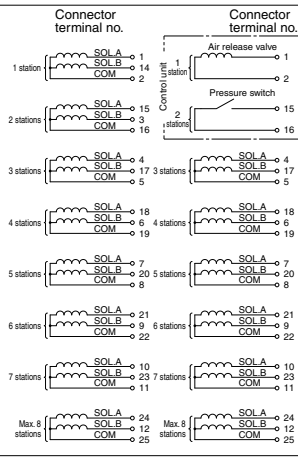 Connector
terminal no.
1 station
SOL.A 1
SOL.B 14
COM 2
2 stations
SOL.A 15
SOL.B 3
COM 16
3 stations
SOL.A 4
SOL.B 17
COM 5
4 stations
SOL.A 18
SOL.B 6
COM 19
5 stations
SOL.A 7
SOL.B 20
COM 8
6 stations
SOL.A 21
SOL.B 9
COM 22
7 stations
SOL.A 10
SOL.B 23
COM 11
Max. 8
stations
SOL.A 24
SOL.B 12
COM 25
Connector
terminal no.
Control unit
Air release valve
1
station
1
2
Pressure switch
2
stations
15
16
3 stations
SOL.A 4
SOL.B 17
COM 5
4 stations
SOL.A 18
SOL.B 6
COM 19
5 stations
SOL.A 7
SOL.B 20
COM 8
6 stations
SOL.A 21
SOL.B 9
COM 22
7 stations
SOL.A 10
SOL.B 23
COM 11
Max. 8
stations
SOL.A 24
SOL.B 12
COM 25